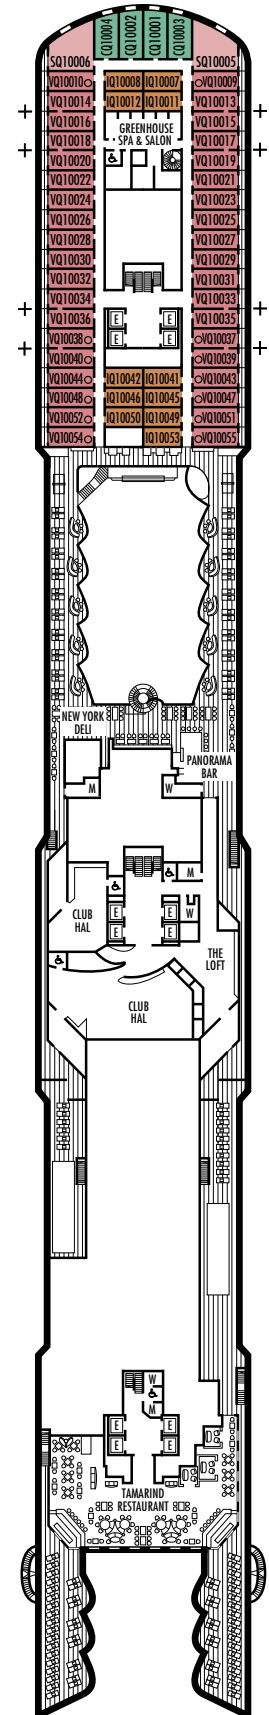 CQ10004 CQ10002 CQ10001 CQ10003
SQ10006 SQ10005
VQ10010 IQ10008 IQ10007 VQ10009
VQ10014 IQ10012 IQ10011 VQ10013
VQ10016 VQ10015
GREENHOUSE
SPA & SALON
VQ10018 VQ10017
VQ10020 VQ10019
VQ10022 VQ10021
VQ10024 VQ10023
VQ10026 VQ10025
VQ10028 VQ10027
VQ10030 VQ10029
VQ10032 VQ10031
VQ10034 VQ10033
VQ10036 E E VQ10035
VQ10038 E E VQ10037
VQ10040 VQ10039
VQ10044 IQ10042 IQ10041 VQ10043
VQ10048 IQ10046 IQ10045 VQ10047
VQ10052 IQ10050 IQ10049 VQ10051
VQ10054 IQ10053 VQ10055
NEW YORK
DELI
PANORAMA
BAR
M W
M
E E W
E E
CLUB
HAL
THE
LOFT
CLUB
HAL
W
M
E E
E E
TAMARIND
RESTAURANT